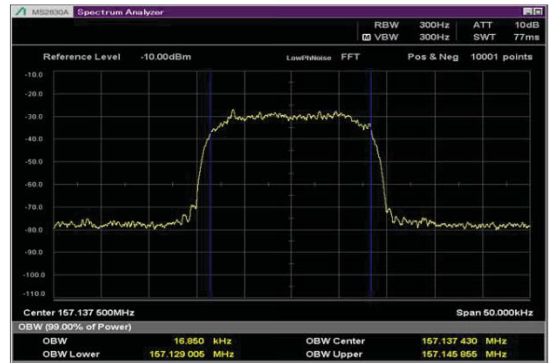 MS2830A Spectrum Analyzer
RBW 300Hz ATT 10dB
VBW 300Hz SWT 77ms
Reference Level -10.00dBm LowPhNoise FFT Pos & Neg 10001 points
-10.0
-20.0
-30.0
-40.0
-50.0
-60.0
-70.0
-80.0
-90.0
-100.0
-110.0
Center 157.137 500MHz Span 50.000kHz
OBW (99.00% of Power)
OBW 16.850 kHz OBW Center 157.137 430 MHz
OBW Lower 157.129 005 MHz OBW Upper 157.145 855 MHz